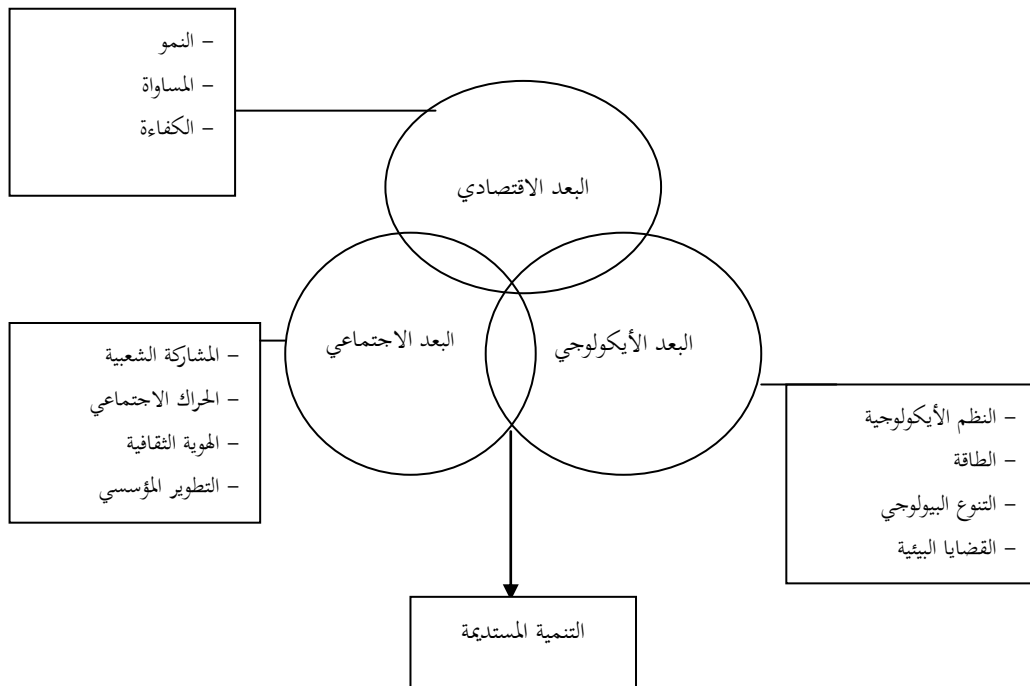 – النمو
– المساواة
– الكفاءة
البعد الاقتصادي
البعد الأيكولوجي
البعد الاجتماعي
– المشاركة الشعبية
– الحراك الاجتماعي
– الهوية الثقافية
– التطوير المؤسسي
– النظم الأيكولوجية
– الطاقة
– التنوع البيولوجي
– القضايا البيئية
التنمية المستديمة